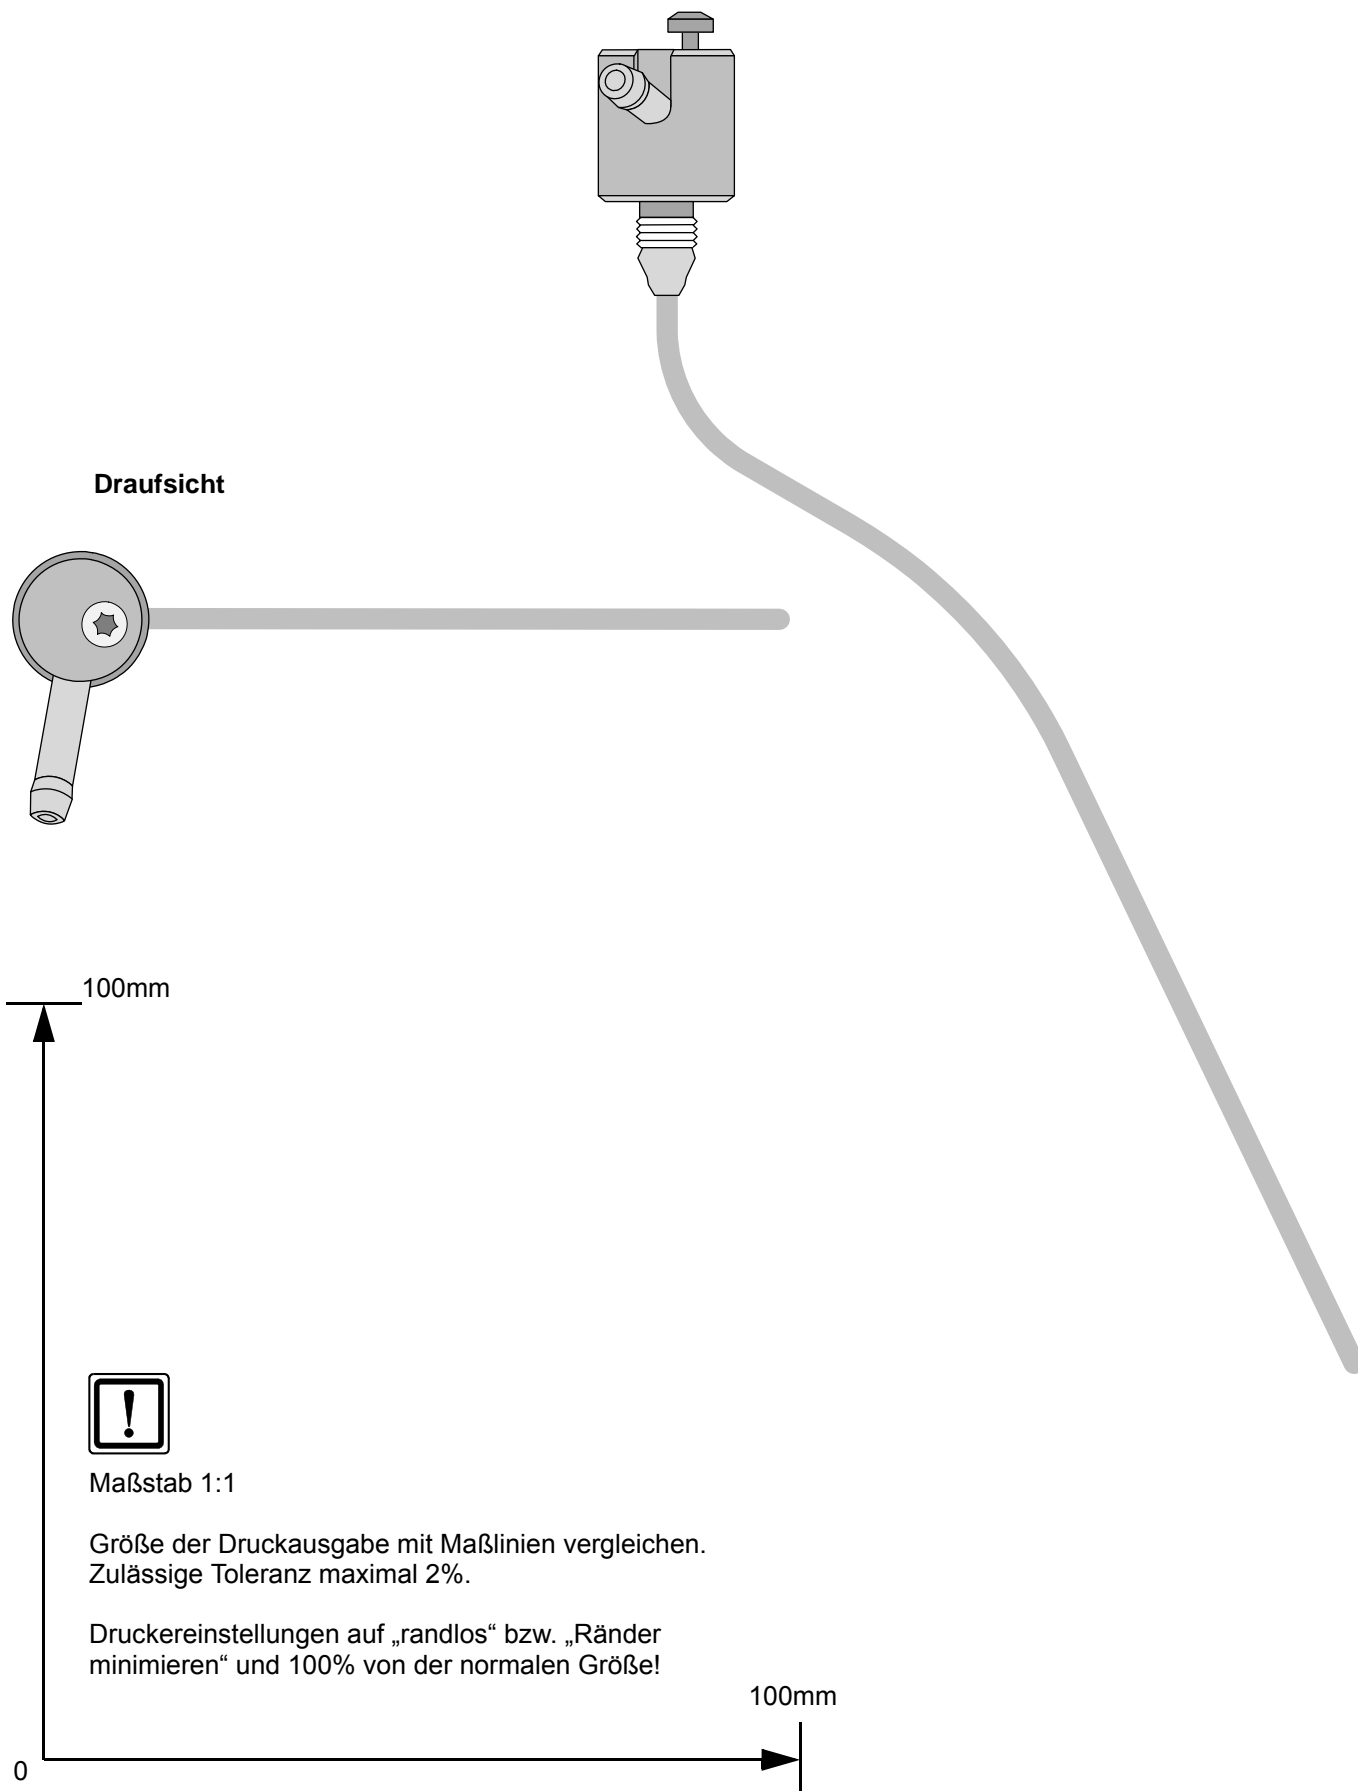 Draufsicht
100mm
Maßstab 1:1
Größe der Druckausgabe mit Maßlinien vergleichen.
Zulässige Toleranz maximal 2%.
Druckereinstellungen auf „randlos“ bzw. „Ränder
minimieren“ und 100% von der normalen Größe!
100mm
0